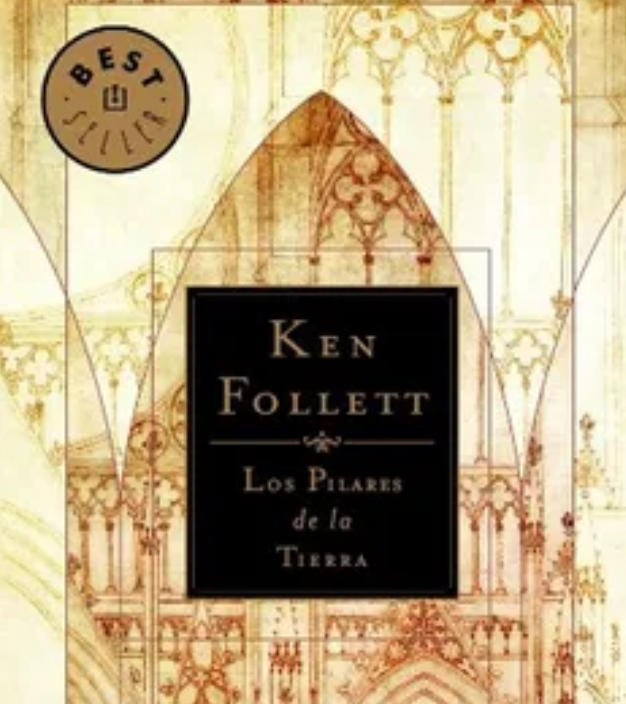 BEST
SELLER
KEN
FOLLETT
LOS PILARES
de la
TIERRA